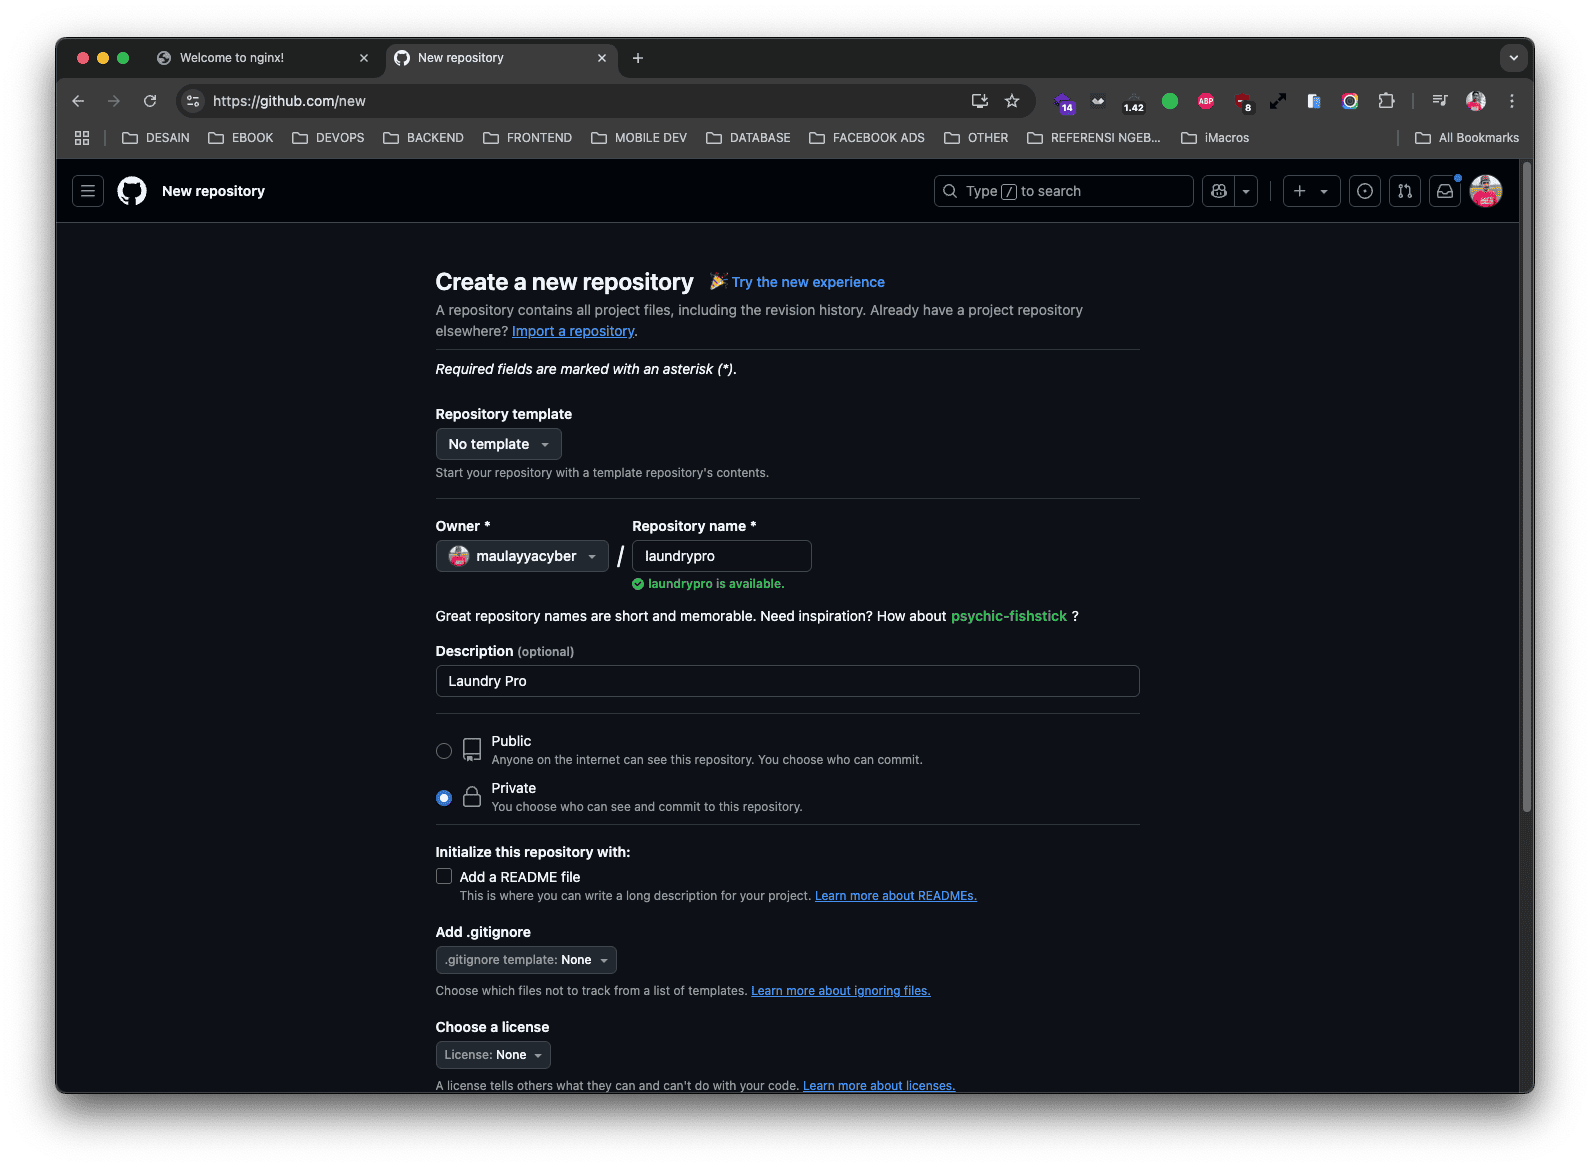 Welcome to nginx!
New repository
https://github.com/new
14
1.42
ABP
8
DESAIN
EBOOK
DEVOPS
BACKEND
FRONTEND
MOBILE DEV
DATABASE
FACEBOOK ADS
OTHER
REFERENSI NGEB...
iMacros
All Bookmarks
New repository
Type / to search
Create a new repository
Try the new experience
A repository contains all project files, including the revision history. Already have a project repository
elsewhere? Import a repository.
Required fields are marked with an asterisk (*).
Repository template
No template
Start your repository with a template repository's contents.
Owner *
Repository name *
maulayyacyber
/
laundrypro
laundrypro is available.
Great repository names are short and memorable. Need inspiration? How about psychic-fishstick ?
Description (optional)
Laundry Pro
Public
Anyone on the internet can see this repository. You choose who can commit.
Private
You choose who can see and commit to this repository.
Initialize this repository with:
Add a README file
This is where you can write a long description for your project. Learn more about READMEs.
Add .gitignore
.gitignore template: None
Choose which files not to track from a list of templates. Learn more about ignoring files.
Choose a license
License: None
A license tells others what they can and can't do with your code. Learn more about licenses.